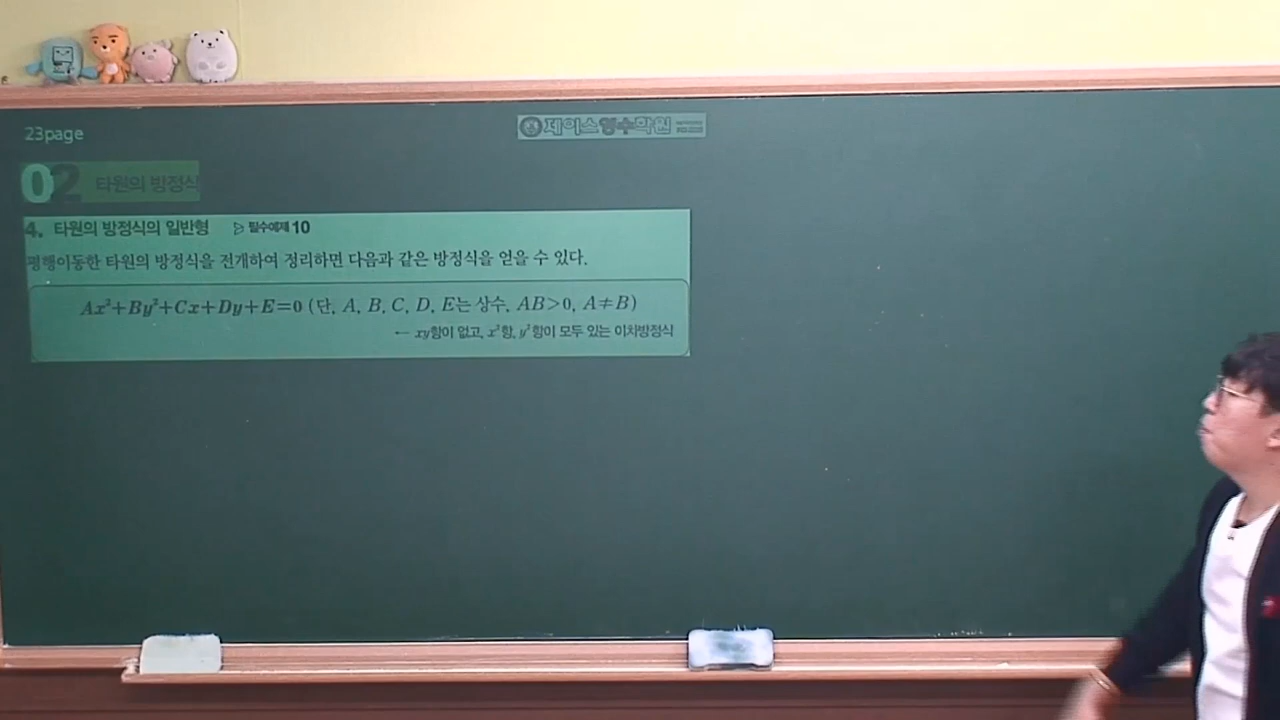 23page
제이스영수학원
02 타원의 방정식
4. 타원의 방정식의 일반형 ▷ 필수예제 10
평행이동한 타원의 방정식을 전개하여 정리하면 다음과 같은 방정식을 얻을 수 있다.
Ax²+By²+Cx+Dy+E=0 (단, A, B, C, D, E는 상수, AB>0, A≠B)
← xy항이 없고, x²항, y²항이 모두 있는 이차방정식